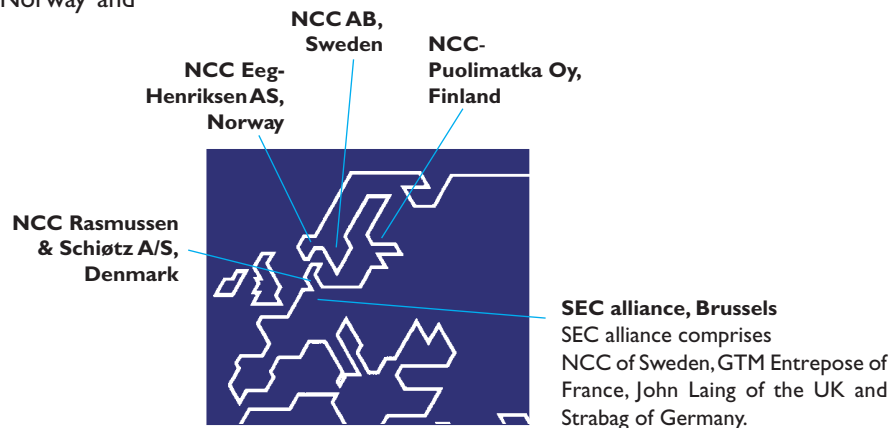 Norway and
NCC AB,
Sweden
NCC-
Puolimatka Oy,
Finland
NCC Eeg-
Henriksen AS,
Norway
NCC Rasmussen
& Schiøtz A/S,
Denmark
SEC alliance, Brussels
SEC alliance comprises
NCC of Sweden, GTM Entrepose of
France, John Laing of the UK and
Strabag of Germany.